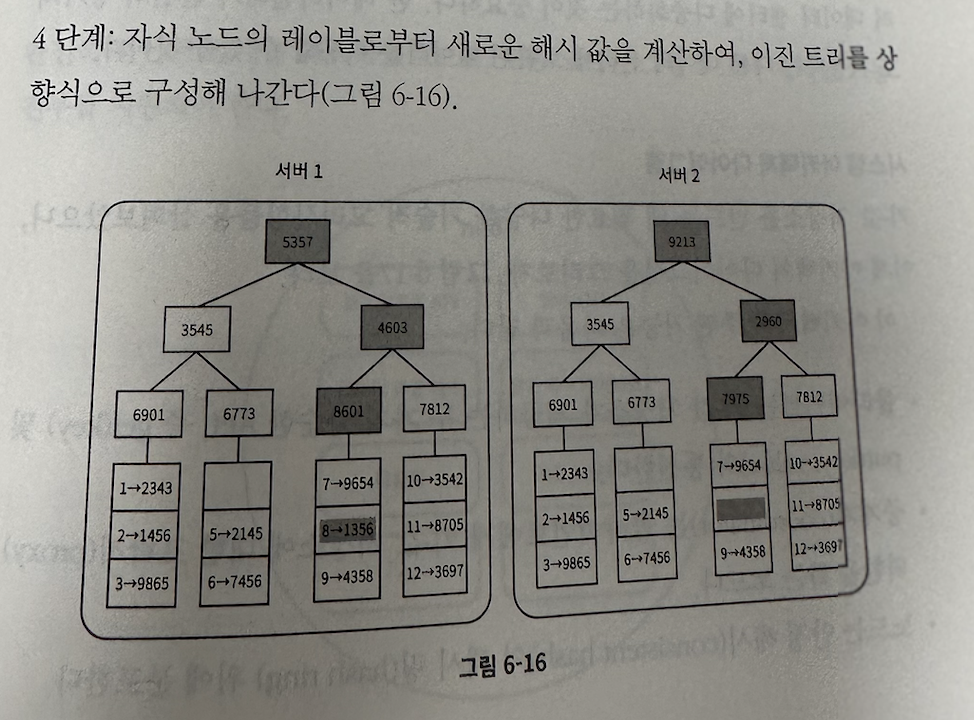 4 단계: 자식 노드의 레이블로부터 새로운 해시 값을 계산하여, 이진 트리를 상
향식으로 구성해 나간다(그림 6-16).
서버 1
5357
3545 4603
6901 6773 8601 7812
1→2343 7→9654 10→3542
2→1456 5→2145 8→1356 11→8705
3→9865 6→7456 9→4358 12→3697
서버 2
9213
3545 2960
6901 6773 7975 7812
1→2343 7→9654 10→3542
2→1456 5→2145 11→8705
3→9865 6→7456 9→4358 12→3697
그림 6-16